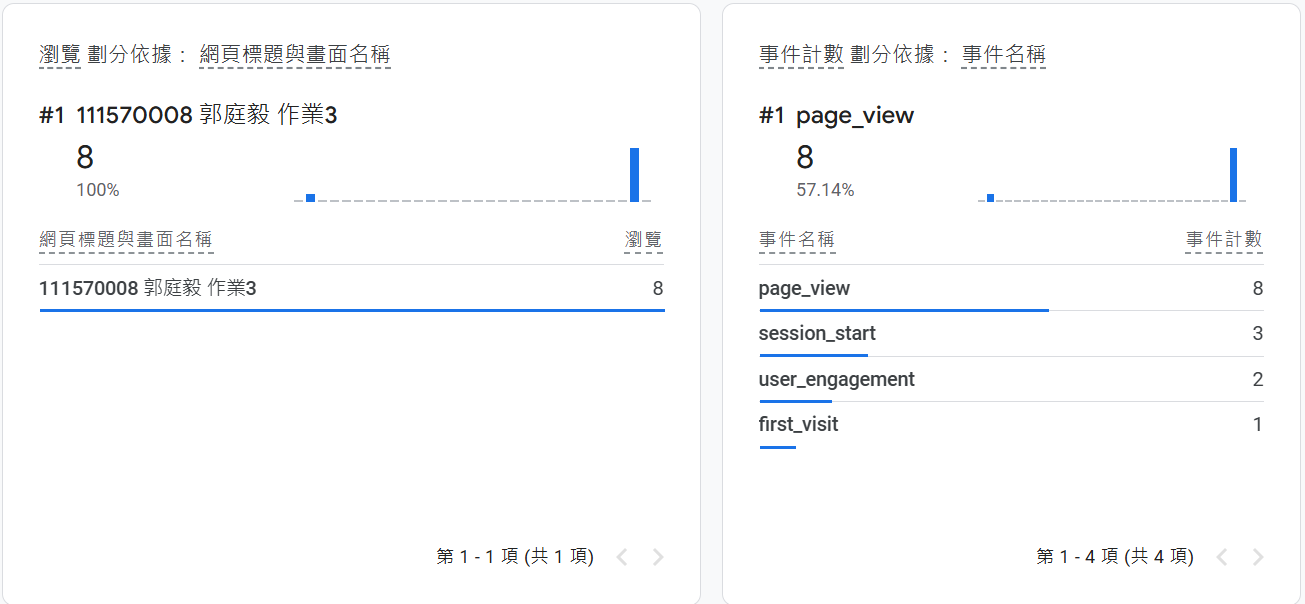 瀏覽 劃分依據： 網頁標題與畫面名稱
#1 111570008 郭庭毅 作業3
8
100%
網頁標題與畫面名稱 瀏覽
111570008 郭庭毅 作業3 8
第 1 - 1 項 (共 1 項)
事件計數 劃分依據： 事件名稱
#1 page_view
8
57.14%
事件名稱 事件計數
page_view 8
session_start 3
user_engagement 2
first_visit 1
第 1 - 4 項 (共 4 項)